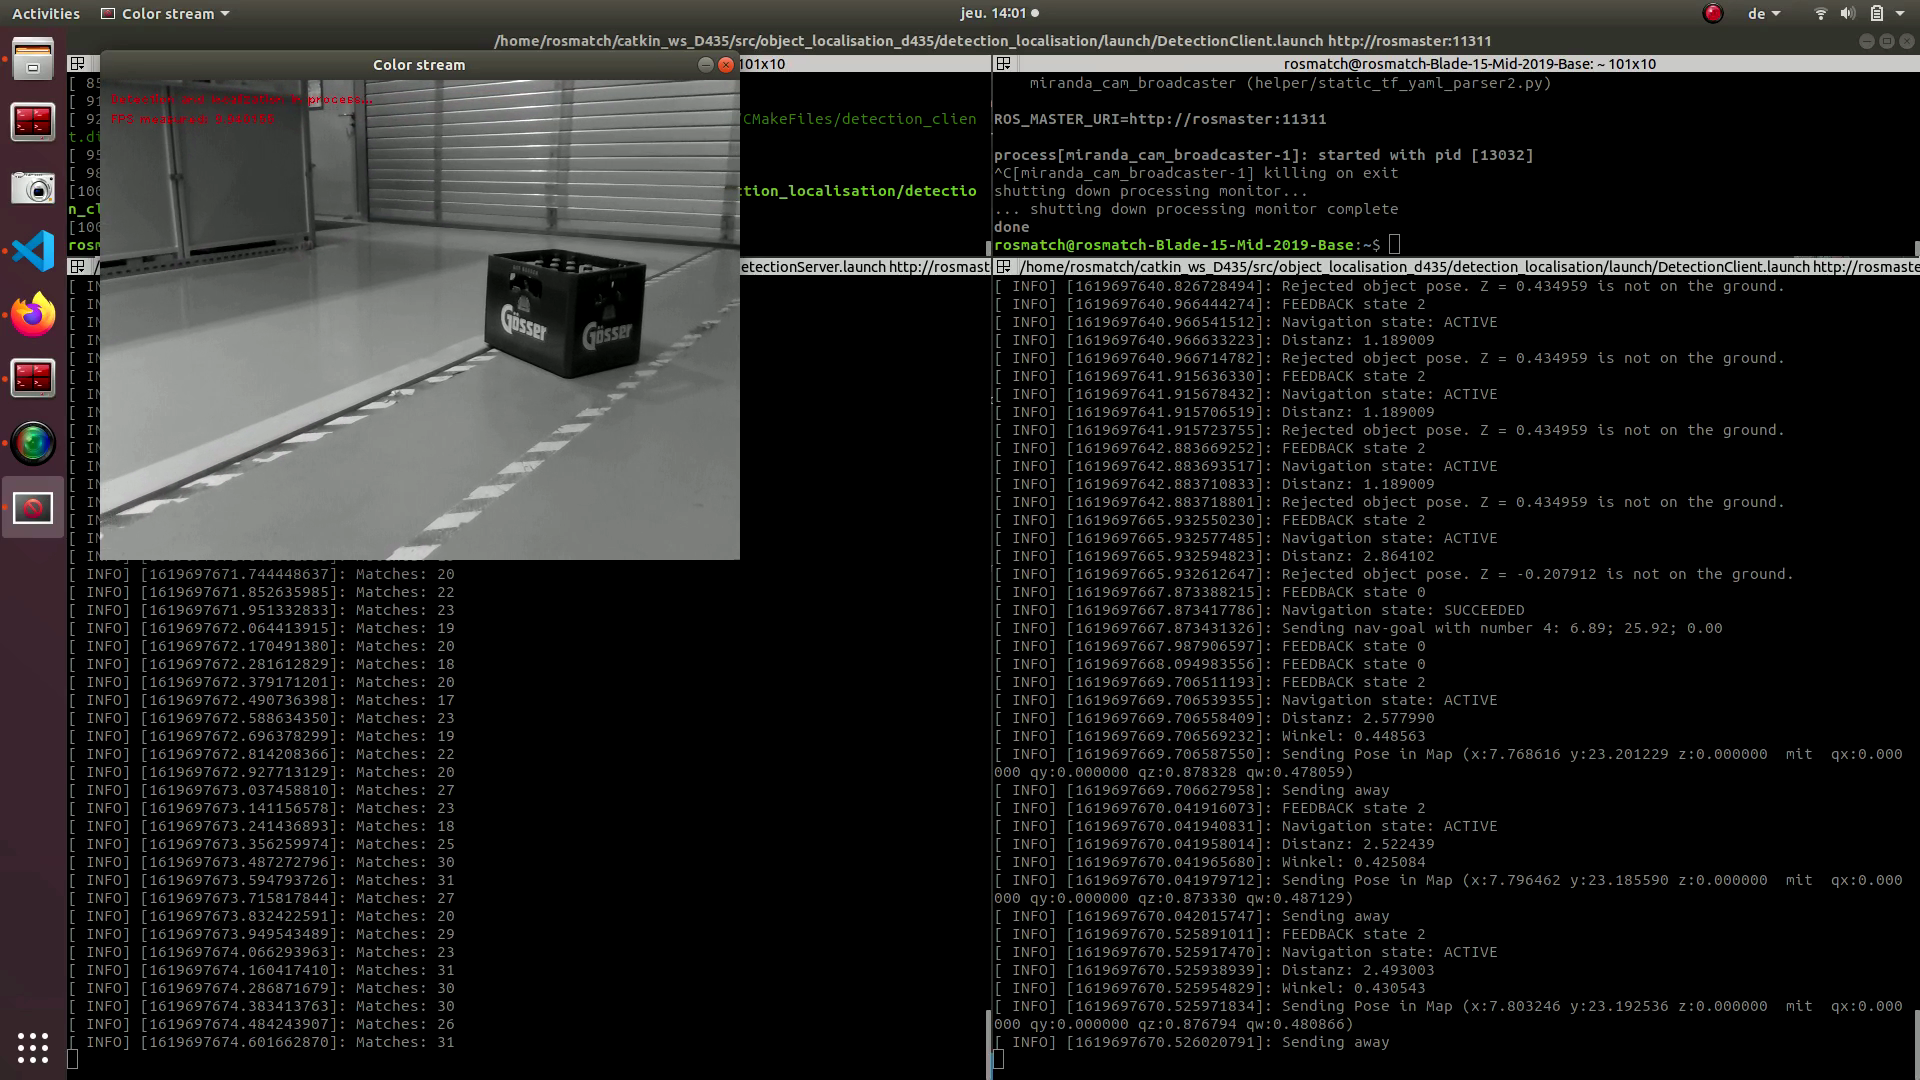 Activities
Color stream
jeu. 14:01
de
/home/rosmatch/catkin_ws_D435/src/object_localisation_d435/detection_localisation/launch/DetectionClient.launch http://rosmaster:11311
Color stream
Detection and localization in process...
FPS measured:
Gösser
Gösser
101x10
[ 85
[ 91
[ 92
/CMakeFiles/detection_clien
t.di
[ 95
[ 98
[100
ction_localisation/detectio
n_cl
[100
rosm
rosmatch@rosmatch-Blade-15-Mid-2019-Base: ~ 101x10
miranda_cam_broadcaster (helper/static_tf_yaml_parser2.py)
ROS_MASTER_URI=http://rosmaster:11311
process[miranda_cam_broadcaster-1]: started with pid [13032]
^C[miranda_cam_broadcaster-1] killing on exit
shutting down processing monitor...
... shutting down processing monitor complete
done
rosmatch@rosmatch-Blade-15-Mid-2019-Base:~$
etectionServer.launch http://rosmast
[ INFO] [1619697671.744448637]: Matches: 20
[ INFO] [1619697671.852635985]: Matches: 22
[ INFO] [1619697671.951332833]: Matches: 23
[ INFO] [1619697672.064413915]: Matches: 19
[ INFO] [1619697672.170491380]: Matches: 20
[ INFO] [1619697672.281612829]: Matches: 18
[ INFO] [1619697672.379171201]: Matches: 20
[ INFO] [1619697672.490736398]: Matches: 17
[ INFO] [1619697672.588634350]: Matches: 23
[ INFO] [1619697672.696378299]: Matches: 19
[ INFO] [1619697672.814208366]: Matches: 22
[ INFO] [1619697672.927713129]: Matches: 20
[ INFO] [1619697673.037458810]: Matches: 27
[ INFO] [1619697673.141156578]: Matches: 23
[ INFO] [1619697673.241436893]: Matches: 18
[ INFO] [1619697673.356259974]: Matches: 25
[ INFO] [1619697673.487272796]: Matches: 30
[ INFO] [1619697673.594793726]: Matches: 31
[ INFO] [1619697673.715817844]: Matches: 27
[ INFO] [1619697673.832422591]: Matches: 20
[ INFO] [1619697673.949543489]: Matches: 29
[ INFO] [1619697674.066293963]: Matches: 23
[ INFO] [1619697674.160417410]: Matches: 31
[ INFO] [1619697674.286871679]: Matches: 30
[ INFO] [1619697674.383413763]: Matches: 30
[ INFO] [1619697674.484243907]: Matches: 26
[ INFO] [1619697674.601662870]: Matches: 31
/home/rosmatch/catkin_ws_D435/src/object_localisation_d435/detection_localisation/launch/DetectionClient.launch http://rosmaste
[ INFO] [1619697640.826728494]: Rejected object pose. Z = 0.434959 is not on the ground.
[ INFO] [1619697640.966444274]: FEEDBACK state 2
[ INFO] [1619697640.966541512]: Navigation state: ACTIVE
[ INFO] [1619697640.966633223]: Distanz: 1.189009
[ INFO] [1619697640.966714782]: Rejected object pose. Z = 0.434959 is not on the ground.
[ INFO] [1619697641.915636330]: FEEDBACK state 2
[ INFO] [1619697641.915678432]: Navigation state: ACTIVE
[ INFO] [1619697641.915706519]: Distanz: 1.189009
[ INFO] [1619697641.915723755]: Rejected object pose. Z = 0.434959 is not on the ground.
[ INFO] [1619697642.883669252]: FEEDBACK state 2
[ INFO] [1619697642.883693517]: Navigation state: ACTIVE
[ INFO] [1619697642.883710833]: Distanz: 1.189009
[ INFO] [1619697642.883718801]: Rejected object pose. Z = 0.434959 is not on the ground.
[ INFO] [1619697665.932550230]: FEEDBACK state 2
[ INFO] [1619697665.932577485]: Navigation state: ACTIVE
[ INFO] [1619697665.932594823]: Distanz: 2.864102
[ INFO] [1619697665.932612647]: Rejected object pose. Z = -0.207912 is not on the ground.
[ INFO] [1619697667.873388215]: FEEDBACK state 0
[ INFO] [1619697667.873417786]: Navigation state: SUCCEEDED
[ INFO] [1619697667.873431326]: Sending nav-goal with number 4: 6.89; 25.92; 0.00
[ INFO] [1619697667.987906597]: FEEDBACK state 0
[ INFO] [1619697668.094983556]: FEEDBACK state 0
[ INFO] [1619697669.706511193]: FEEDBACK state 2
[ INFO] [1619697669.706539355]: Navigation state: ACTIVE
[ INFO] [1619697669.706558409]: Distanz: 2.577990
[ INFO] [1619697669.706569232]: Winkel: 0.448563
[ INFO] [1619697669.706587550]: Sending Pose in Map (x:7.768616 y:23.201229 z:0.000000  mit  qx:0.000
000 qy:0.000000 qz:0.878328 qw:0.478059)
[ INFO] [1619697669.706627958]: Sending away
[ INFO] [1619697670.041916073]: FEEDBACK state 2
[ INFO] [1619697670.041940831]: Navigation state: ACTIVE
[ INFO] [1619697670.041958014]: Distanz: 2.522439
[ INFO] [1619697670.041965680]: Winkel: 0.425084
[ INFO] [1619697670.041979712]: Sending Pose in Map (x:7.796462 y:23.185590 z:0.000000  mit  qx:0.000
000 qy:0.000000 qz:0.873330 qw:0.487129)
[ INFO] [1619697670.042015747]: Sending away
[ INFO] [1619697670.525891011]: FEEDBACK state 2
[ INFO] [1619697670.525917470]: Navigation state: ACTIVE
[ INFO] [1619697670.525938939]: Distanz: 2.493003
[ INFO] [1619697670.525954829]: Winkel: 0.430543
[ INFO] [1619697670.525971834]: Sending Pose in Map (x:7.803246 y:23.192536 z:0.000000  mit  qx:0.000
000 qy:0.000000 qz:0.876794 qw:0.480866)
[ INFO] [1619697670.526020791]: Sending away